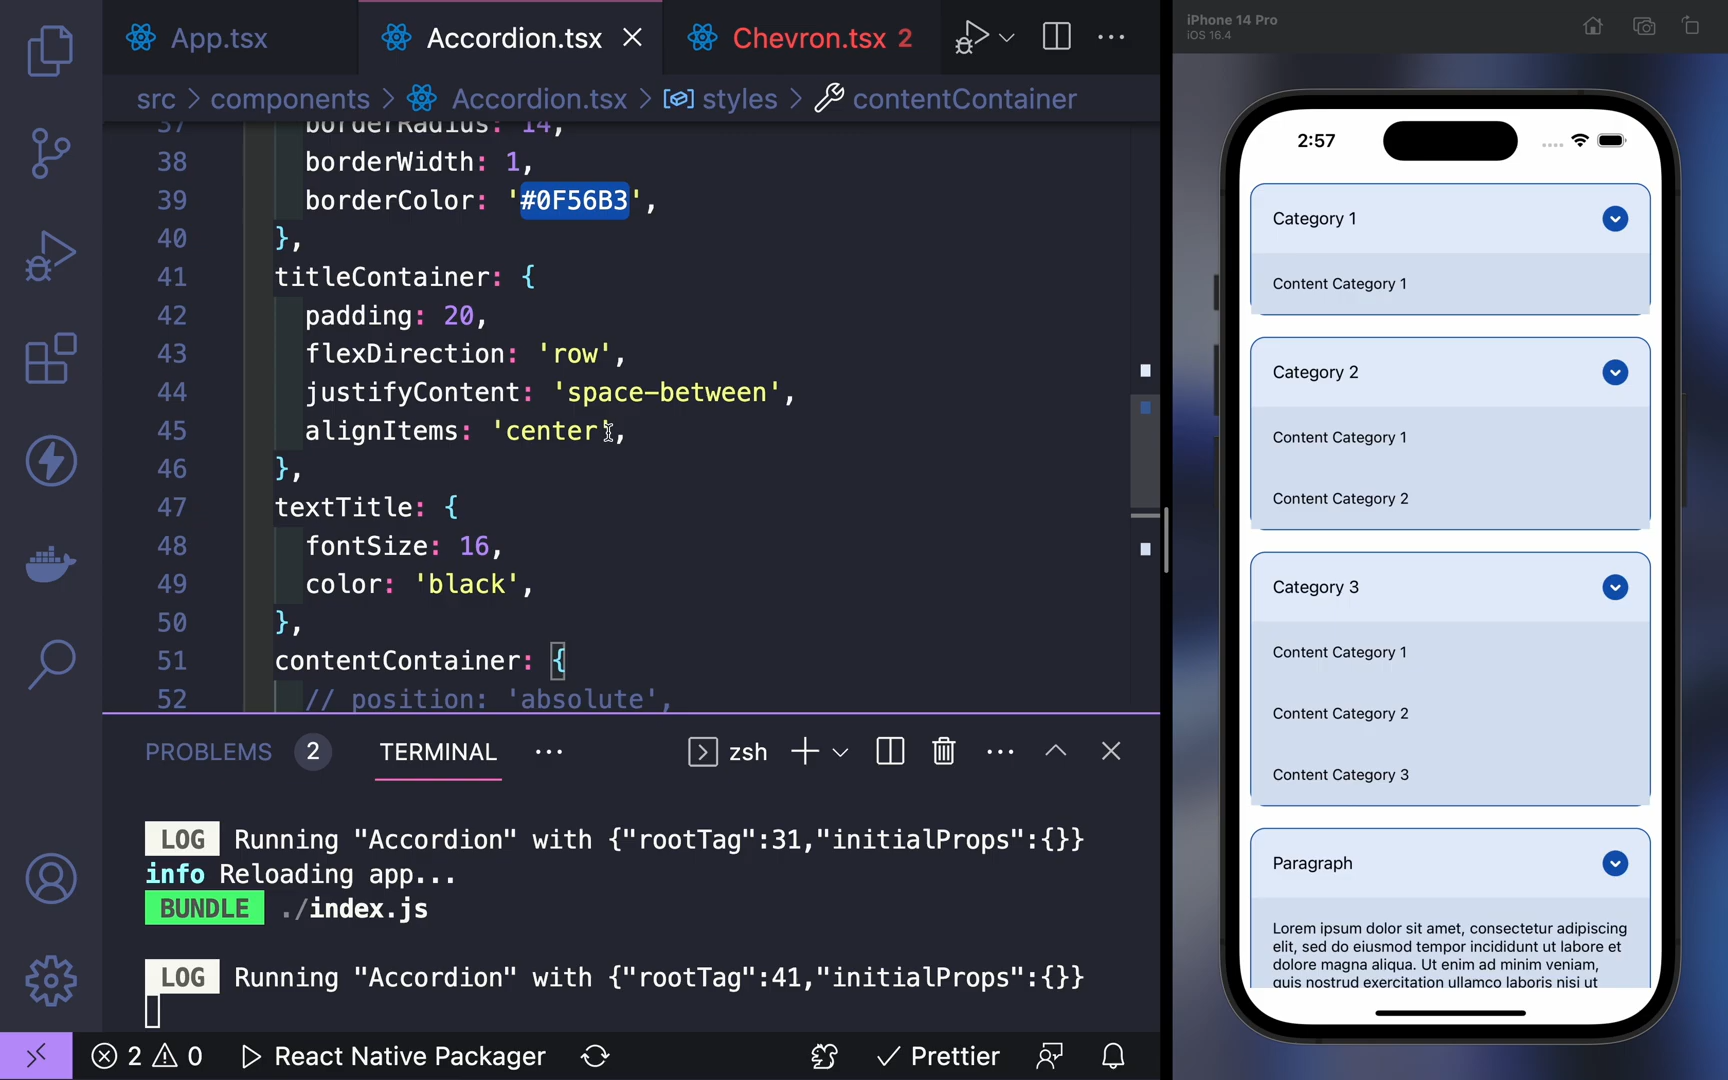 App.tsx
Accordion.tsx
Chevron.tsx 2
src > components > Accordion.tsx > styles > contentContainer
37 borderRadius: 14,
38 borderWidth: 1,
39 borderColor: '#0F56B3',
40 },
41 titleContainer: {
42 padding: 20,
43 flexDirection: 'row',
44 justifyContent: 'space-between',
45 alignItems: 'center',
46 },
47 textTitle: {
48 fontSize: 16,
49 color: 'black',
50 },
51 contentContainer: {
52 // position: 'absolute',
PROBLEMS 2 TERMINAL ... zsh
LOG Running "Accordion" with {"rootTag":31,"initialProps":{}}
info Reloading app...
BUNDLE ./index.js
LOG Running "Accordion" with {"rootTag":41,"initialProps":{}}
2 0 React Native Packager Prettier
iPhone 14 Pro
iOS 16.4
2:57
Category 1
Content Category 1
Category 2
Content Category 1
Content Category 2
Category 3
Content Category 1
Content Category 2
Content Category 3
Paragraph
Lorem ipsum dolor sit amet, consectetur adipiscing
elit, sed do eiusmod tempor incididunt ut labore et
dolore magna aliqua. Ut enim ad minim veniam,
quis nostrud exercitation ullamco laboris nisi ut